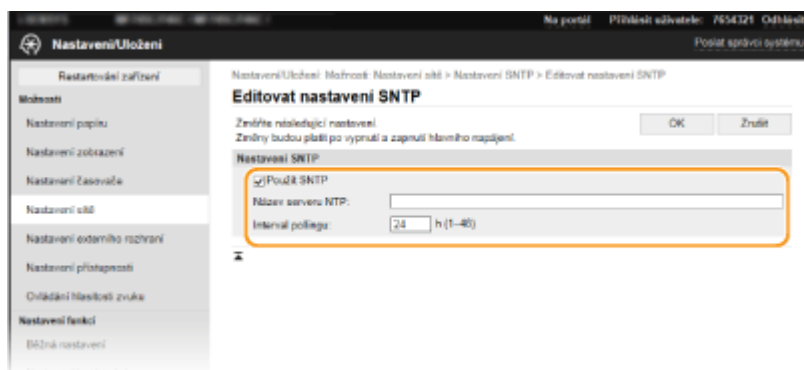 Na portál Přihlásit uživatele: 7654321 Odhlásit
Nastavení/Uložení Poslat správci systému
Restartování zařízení
Nastavení/Uložení: Možnosti: Nastavení sítě > Nastavení SNTP > Editovat nastavení SNTP
Možnosti
Editovat nastavení SNTP
Nastavení papíru
Změňte následující nastavení.
OK Zrušit
Změny budou platit po vypnutí a zapnutí hlavního napájení.
Nastavení zobrazení
Nastavení SNTP
Nastavení časovače
Použít SNTP
Název serveru NTP:
Nastavení sítě
Interval pollingu: 24 h (1–48)
Nastavení externího rozhraní
Nastavení přístupnosti
Ovládání hlasitosti zvuku
Nastavení funkcí
Běžná nastavení